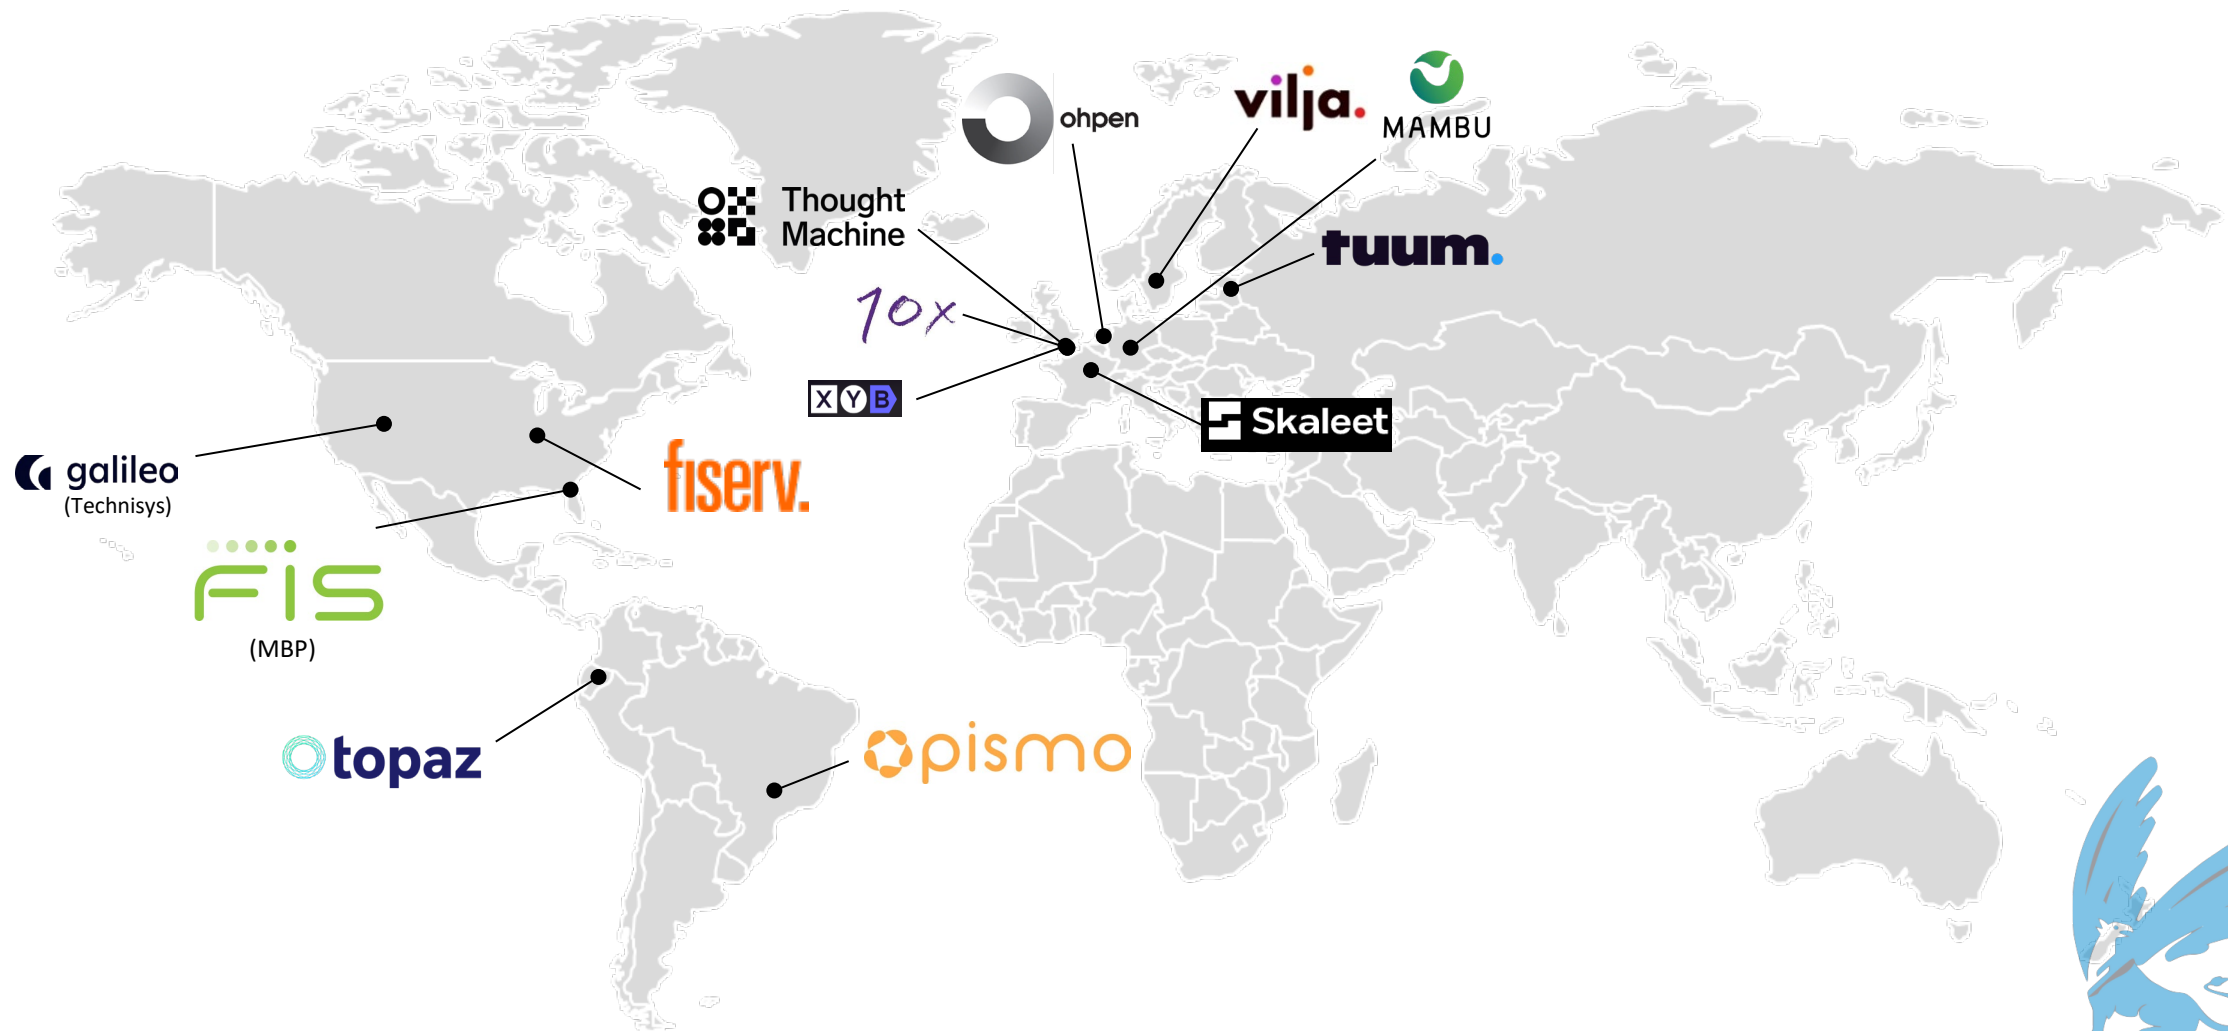 ohpen
vilja.
MAMBU
Thought
Machine
tuum.
10x
XYB
Skaleet
galileo
(Technisys)
fiserv.
FIS
(MBP)
topaz
pismo